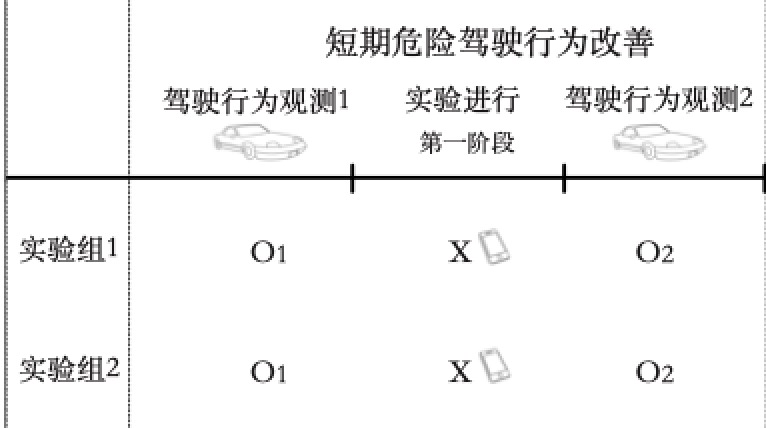 短期危险驾驶行为改善
驾驶行为观测1 实验进行 驾驶行为观测2
第一阶段
实验组1 O1 X O2
实验组2 O1 X O2